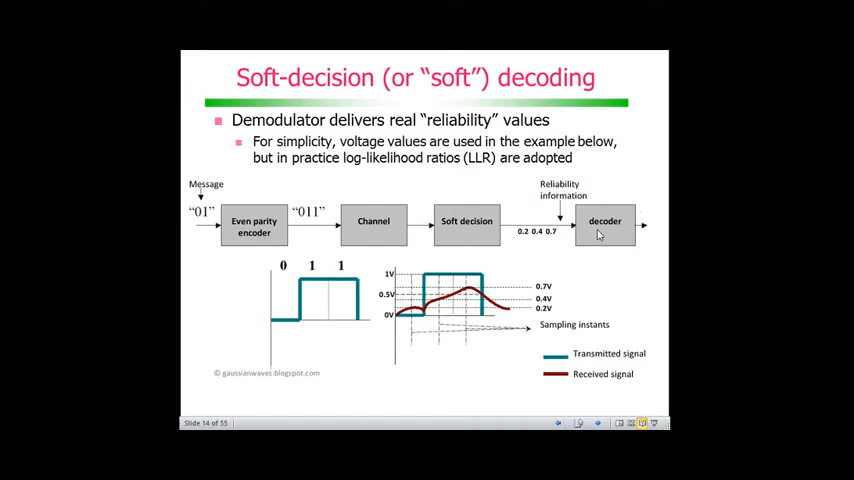 Soft-decision (or “soft”) decoding
Demodulator delivers real “reliability” values
For simplicity, voltage values are used in the example below,
but in practice log-likelihood ratios (LLR) are adopted
Message
Reliability
information
“01”
Even parity
encoder
“011”
Channel
Soft decision
0.2 0.4 0.7
decoder
0 1 1
1V
0.5V
0V
0.7V
0.4V
0.2V
Sampling instants
Transmitted signal
Received signal
© gaussianwaves.blogspot.com
Slide 14 of 55